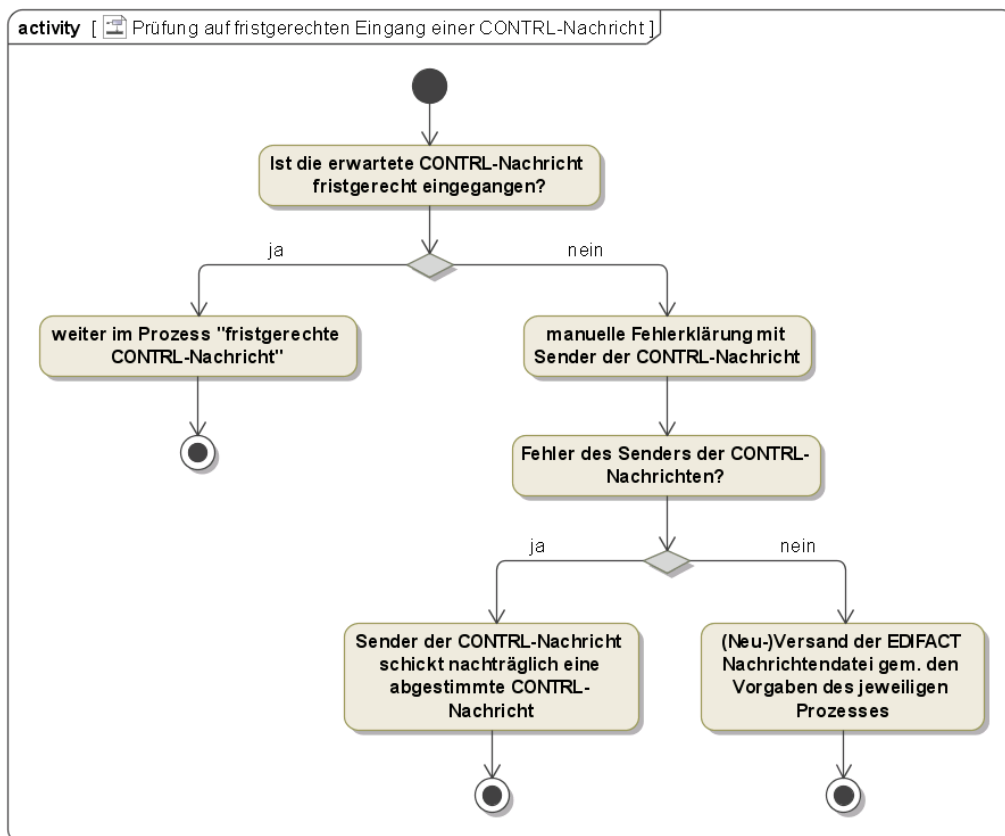 activity [ Prüfung auf fristgerechten Eingang einer CONTRL-Nachricht ]
Ist die erwartete CONTRL-Nachricht
fristgerecht eingegangen?
ja
nein
weiter im Prozess "fristgerechte
CONTRL-Nachricht"
manuelle Fehlerklärung mit
Sender der CONTRL-Nachricht
Fehler des Senders der CONTRL-
Nachrichten?
ja
nein
Sender der CONTRL-Nachricht
schickt nachträglich eine
abgestimmte CONTRL-
Nachricht
(Neu-)Versand der EDIFACT
Nachrichtendatei gem. den
Vorgaben des jeweiligen
Prozesses